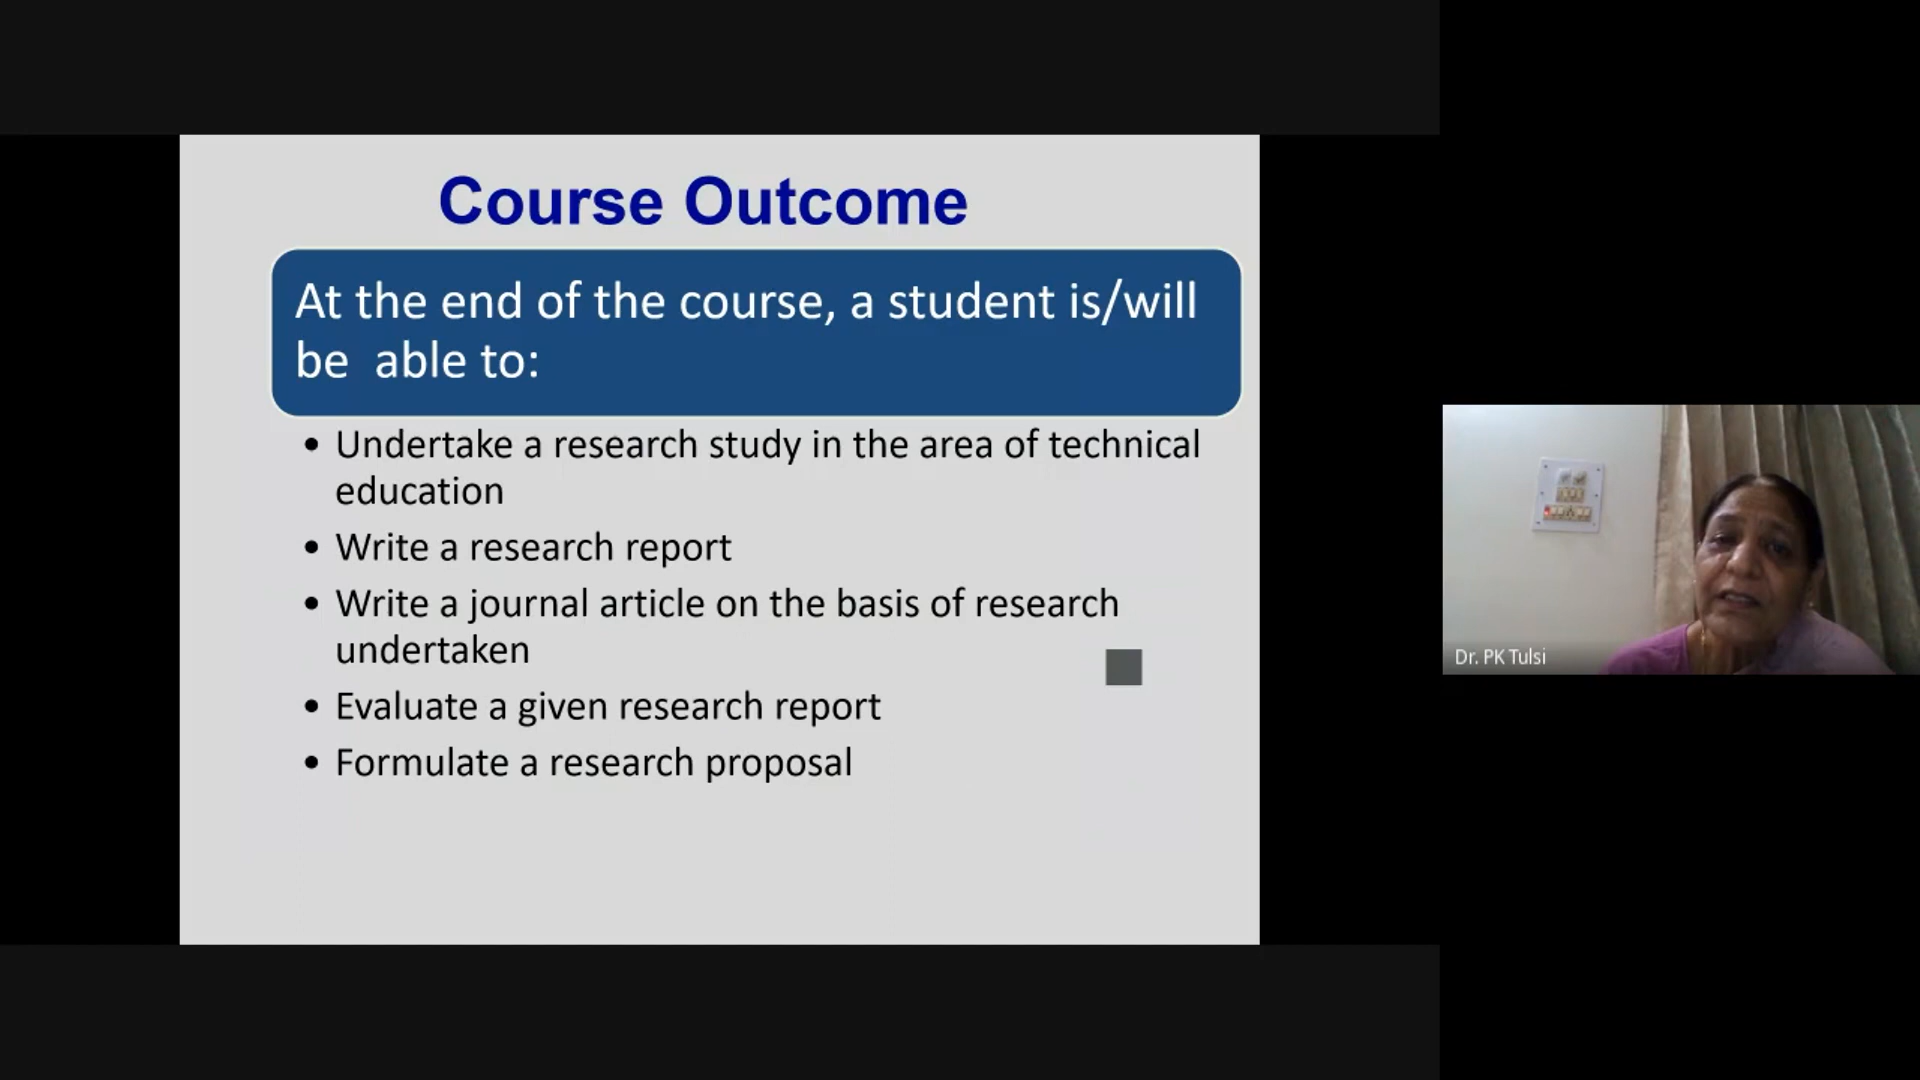 Course Outcome
At the end of the course, a student is/will
be able to:
• Undertake a research study in the area of technical
education
• Write a research report
• Write a journal article on the basis of research
undertaken
• Evaluate a given research report
• Formulate a research proposal
Dr. PK Tulsi